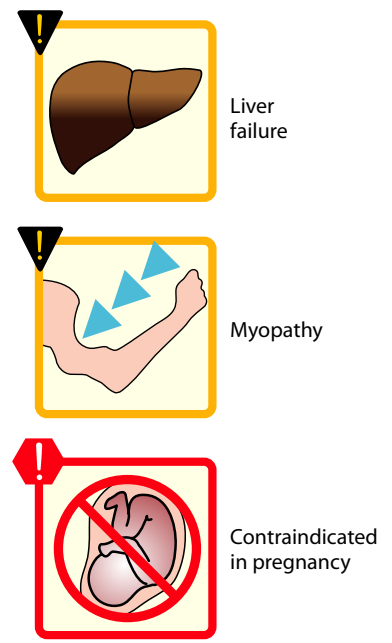 !
Liver
failure
!
Myopathy
!
Contraindicated
in pregnancy